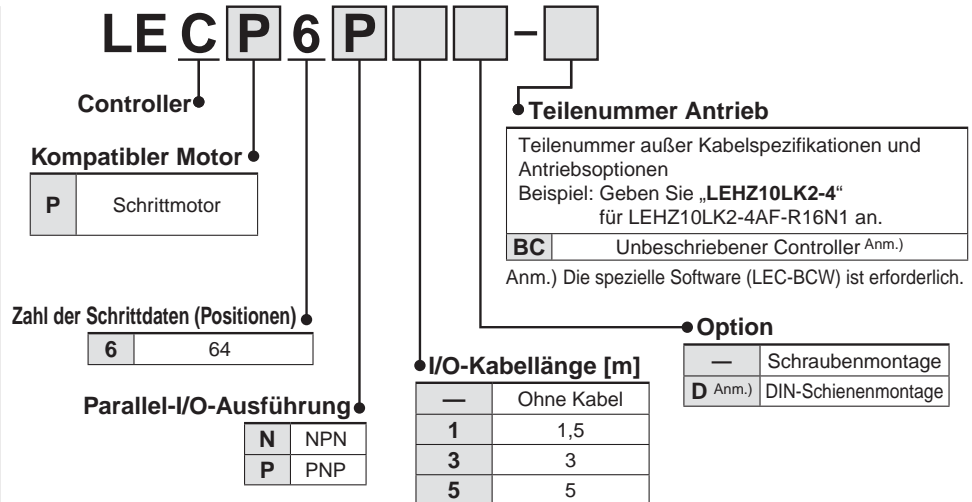 LE C P 6 P –
Controller
Teilenummer Antrieb
Teilenummer außer Kabelspezifikationen und
Antriebsoptionen
Beispiel: Geben Sie „LEHZ10LK2-4“
für LEHZ10LK2-4AF-R16N1 an.
BC Unbeschriebener Controller Anm.)
Anm.) Die spezielle Software (LEC-BCW) ist erforderlich.
Kompatibler Motor
P Schrittmotor
Zahl der Schrittdaten (Positionen)
6 64
Option
— Schraubenmontage
D Anm.) DIN-Schienenmontage
Parallel-I/O-Ausführung
N NPN
P PNP
I/O-Kabellänge [m]
— Ohne Kabel
1 1,5
3 3
5 5